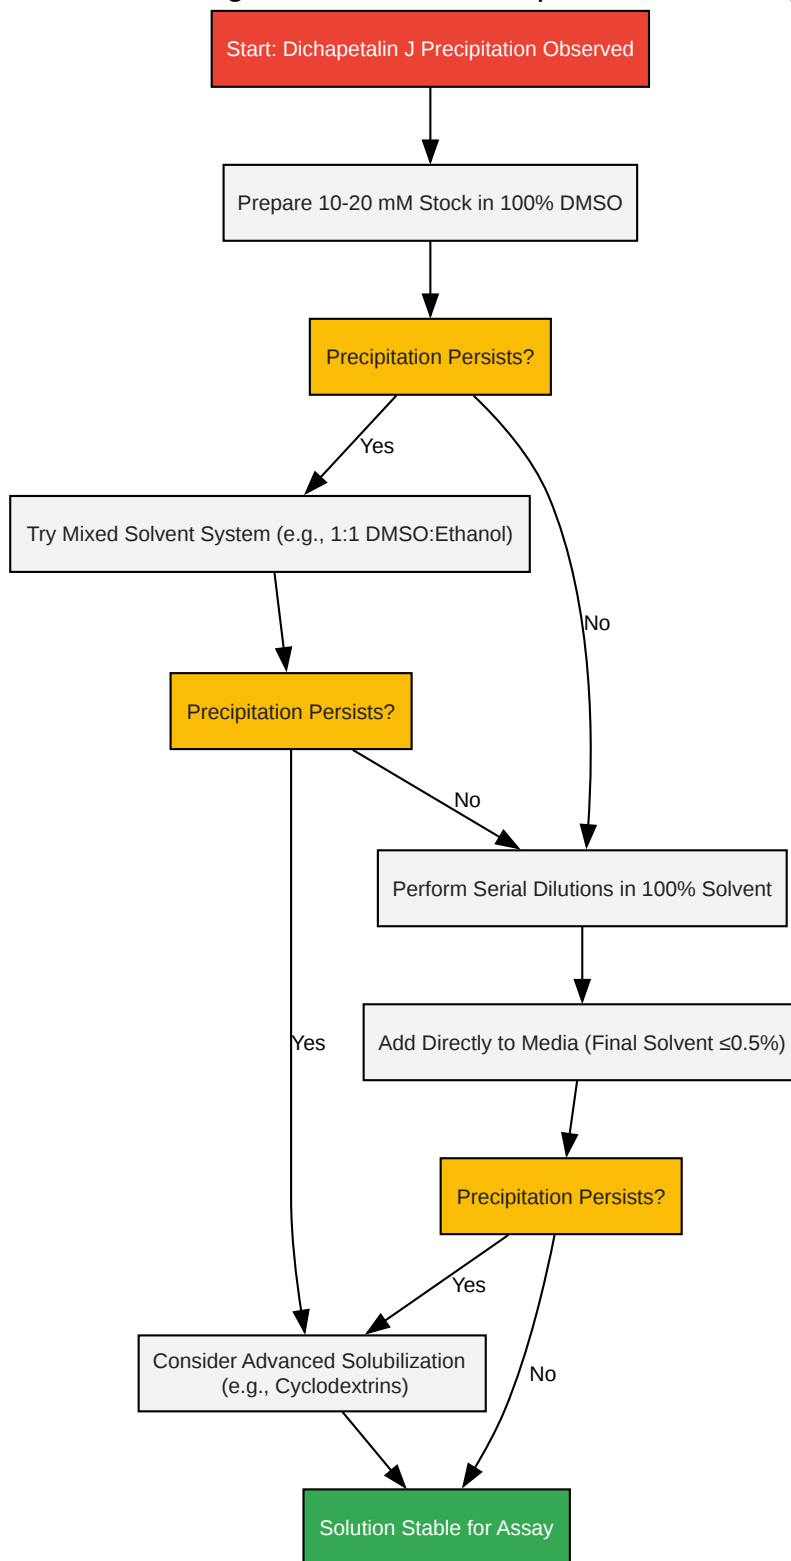 Start: Dichapetalin J Precipitation Observed
Prepare 10-20 mM Stock in 100% DMSO
Precipitation Persists?
Yes
Try Mixed Solvent System (e.g., 1:1 DMSO:Ethanol)
No
Precipitation Persists?
No
Perform Serial Dilutions in 100% Solvent
Yes
Add Directly to Media (Final Solvent ≤0.5%)
Precipitation Persists?
Yes
Consider Advanced Solubilization
(e.g., Cyclodextrins)
No
Solution Stable for Assay